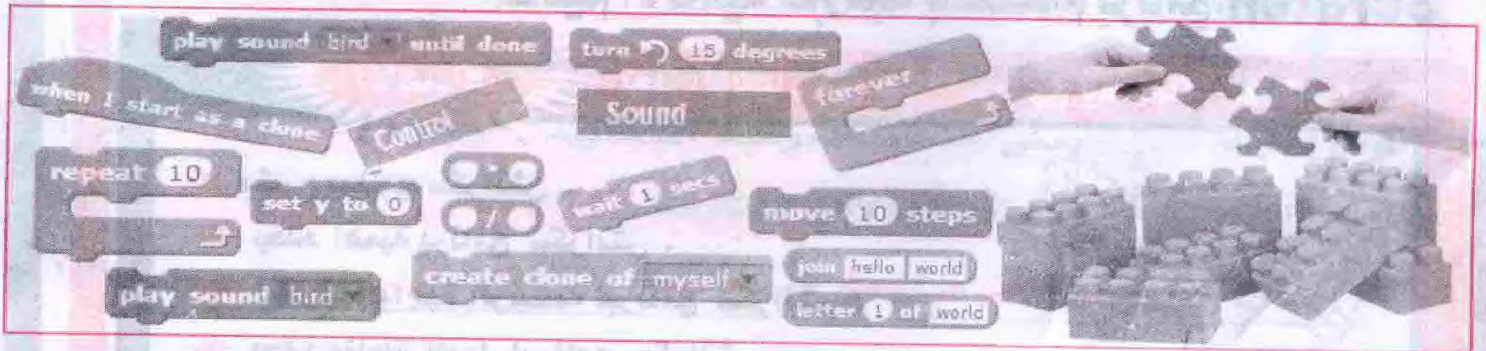 play sound bird until done
turn 15 degrees
forever
when I start as a clone
Control
Sound
repeat 10
set y to 0
*
/
wait 1 secs
move 10 steps
play sound bird
create clone of myself
join hello world
letter 1 of world